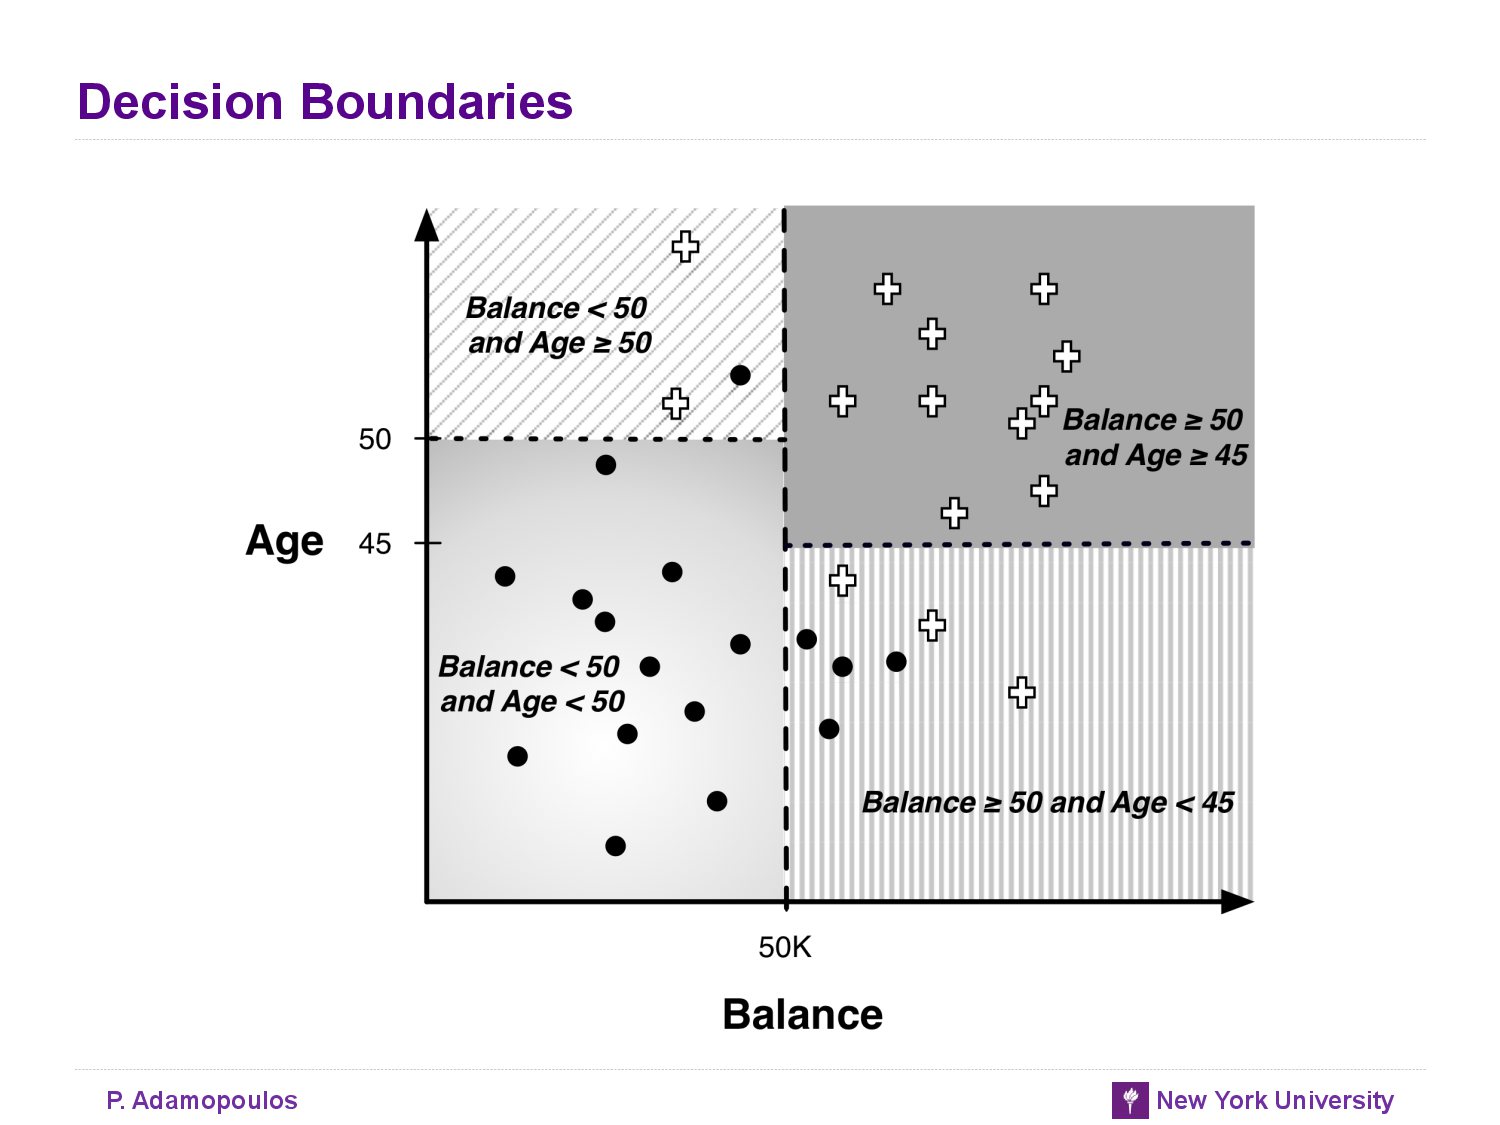 Decision Boundaries
Balance < 50
and Age ≥ 50
Balance ≥ 50
and Age ≥ 45
50
Age
45
Balance < 50
and Age < 50
Balance ≥ 50 and Age < 45
50K
Balance
P. Adamopoulos
New York University